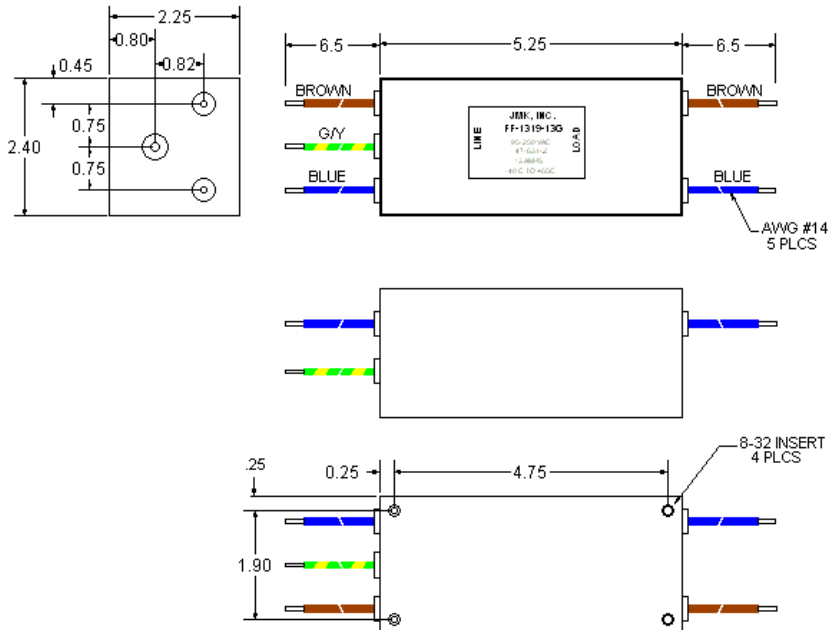 2.25
0.80
0.82
0.45
0.75
2.40
0.75
6.5
5.25
6.5
BROWN
G/Y
BLUE
LINE
JMK, INC.
FF-1319-13G
LOAD
BROWN
BLUE
AWG #14
5 PLCS
8-32 INSERT
4 PLCS
.25
0.25
4.75
1.90